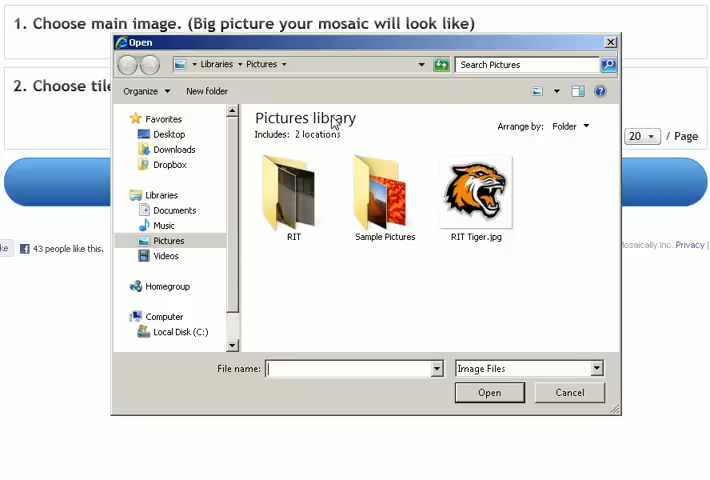 1. Choose main image. (Big picture your mosaic will look like)
Open
Libraries Pictures
Search Pictures
2. Choose tile
Organize
New folder
Pictures library
Includes: 2 locations
Arrange by: Folder
Favorites
Desktop
Downloads
Dropbox
Libraries
Documents
Music
Pictures
Videos
Homegroup
Computer
Local Disk (C:)
RIT
Sample Pictures
RIT Tiger.jpg
20 / Page
43 people like this.
Inc. Privacy |
File name:
Image Files
Open
Cancel